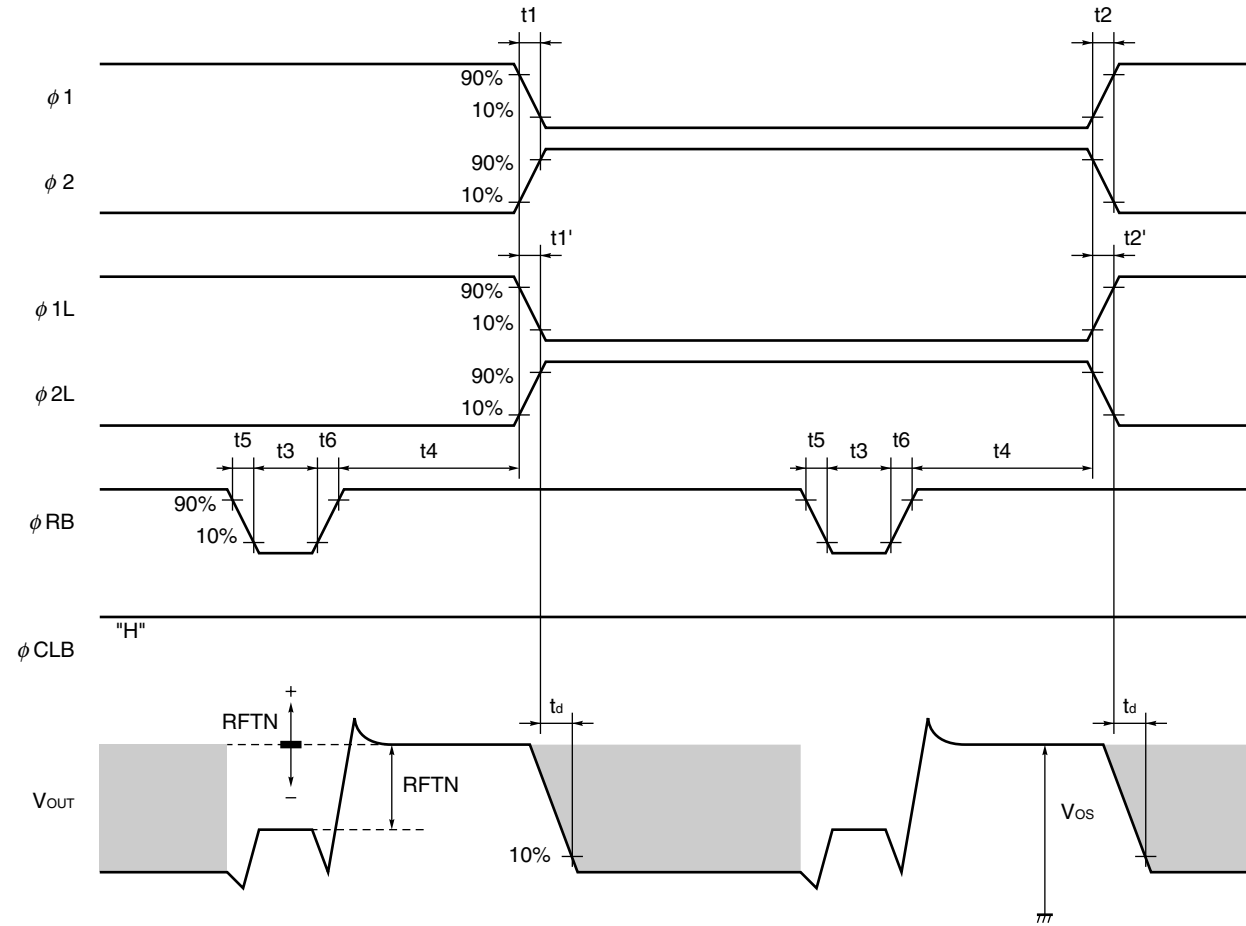 t1 t2
90%
φ1
10%
90%
φ2
10%
t1' t2'
90%
φ1L
10%
90%
φ2L
10%
t5 t3 t6 t4 t5 t3 t6 t4
90%
φRB
10%
"H"
φCLB
+
RFTN td td
RFTN
−
VOUT VOS
10%